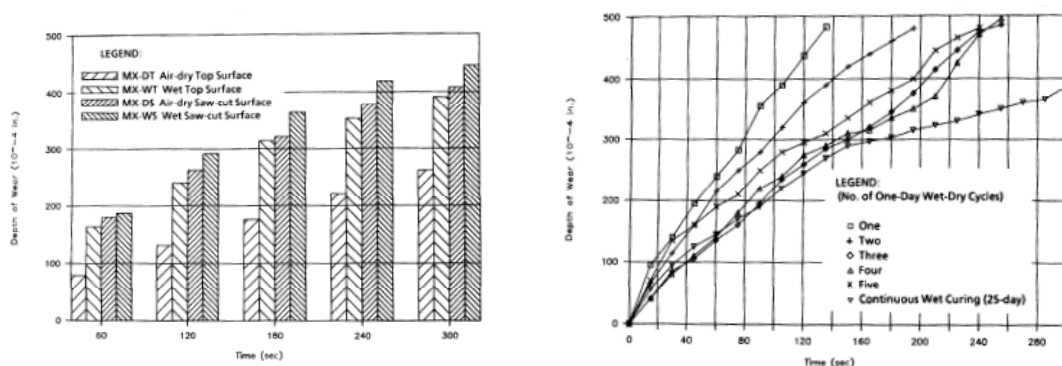 500
400
300
200
100
0
Depth of Wear (10^-4 in.)
LEGEND:
MX-DT Air-dry Top Surface
MX-WT Wet Top Surface
MX-DS Air-dry Saw-cut Surface
MX-WS Wet Saw-cut Surface
60 120 180 240 300
Time (sec)
500
400
300
200
100
0
Depth of Wear (10^-4 in.)
LEGEND:
(No. of One-Day Wet-Dry Cycles)
One
Two
Three
Four
Five
Continuous Wet Curing (25-day)
0 40 80 120 160 200 240 280
Time (sec)